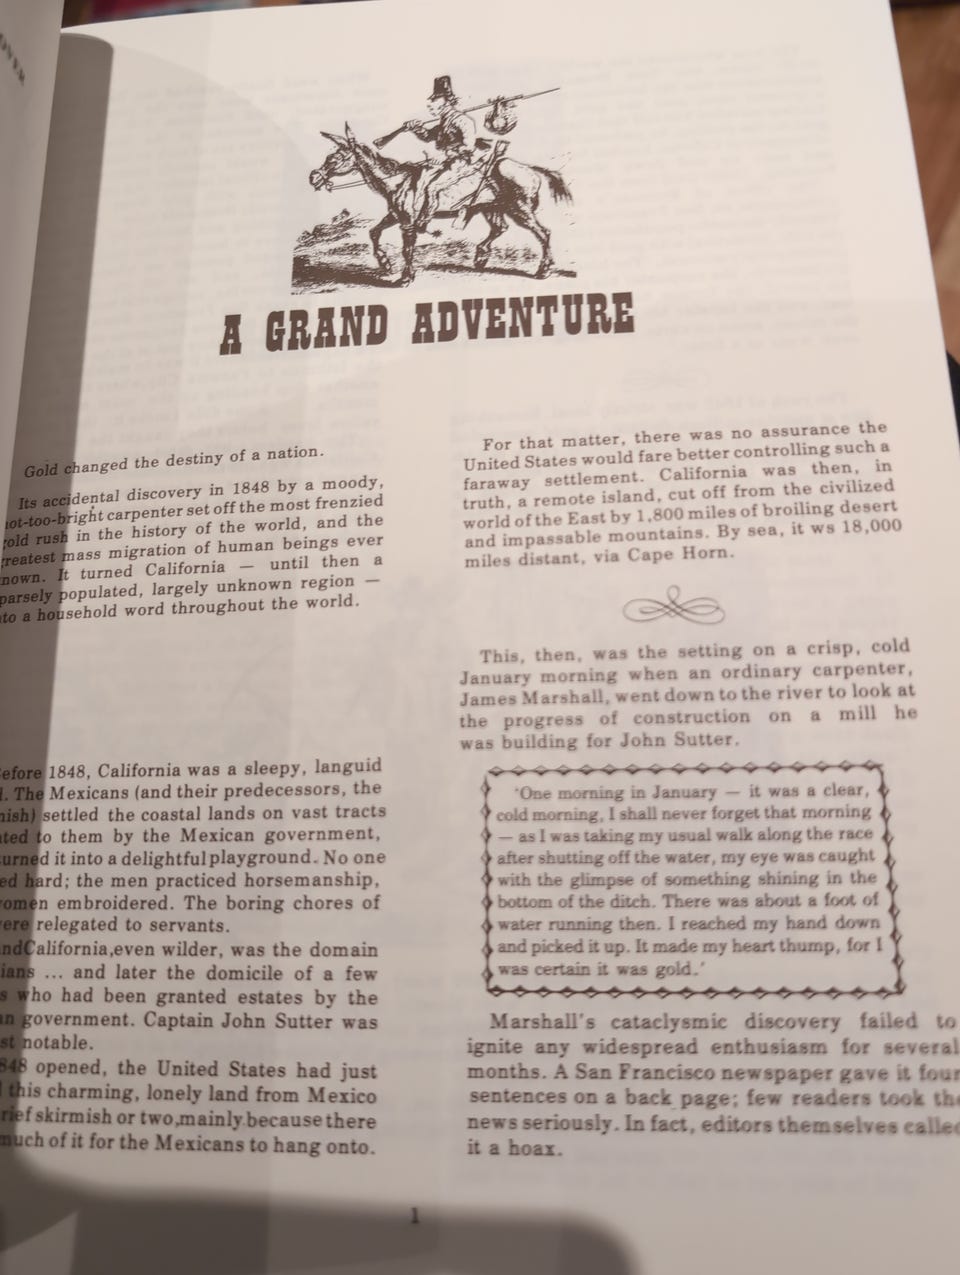 OVER
A GRAND ADVENTURE
Gold changed the destiny of a nation.
Its accidental discovery in 1848 by a moody,
not-too-bright carpenter set off the most frenzied
gold rush in the history of the world, and the
greatest mass migration of human beings ever
nown. It turned California — until then a
parsely populated, largely unknown region —
to a household word throughout the world.
efore 1848, California was a sleepy, languid
l. The Mexicans (and their predecessors, the
nish) settled the coastal lands on vast tracts
ted to them by the Mexican government,
urned it into a delightful playground. No one
ed hard; the men practiced horsemanship,
omen embroidered. The boring chores of
ere relegated to servants.
nd California, even wilder, was the domain
ians ... and later the domicile of a few
s who had been granted estates by the
n government. Captain John Sutter was
st notable.
848 opened, the United States had just
this charming, lonely land from Mexico
rief skirmish or two, mainly because there
much of it for the Mexicans to hang onto.
For that matter, there was no assurance the
United States would fare better controlling such a
faraway settlement. California was then, in
truth, a remote island, cut off from the civilized
world of the East by 1,800 miles of broiling desert
and impassable mountains. By sea, it ws 18,000
miles distant, via Cape Horn.
This, then, was the setting on a crisp, cold
January morning when an ordinary carpenter,
James Marshall, went down to the river to look at
the progress of construction on a mill he
was building for John Sutter.
'One morning in January — it was a clear,
cold morning, I shall never forget that morning
— as I was taking my usual walk along the race
after shutting off the water, my eye was caught
with the glimpse of something shining in the
bottom of the ditch. There was about a foot of
water running then. I reached my hand down
and picked it up. It made my heart thump, for I
was certain it was gold.'
Marshall's cataclysmic discovery failed to
ignite any widespread enthusiasm for several
months. A San Francisco newspaper gave it four
sentences on a back page; few readers took the
news seriously. In fact, editors themselves called
it a hoax.
1